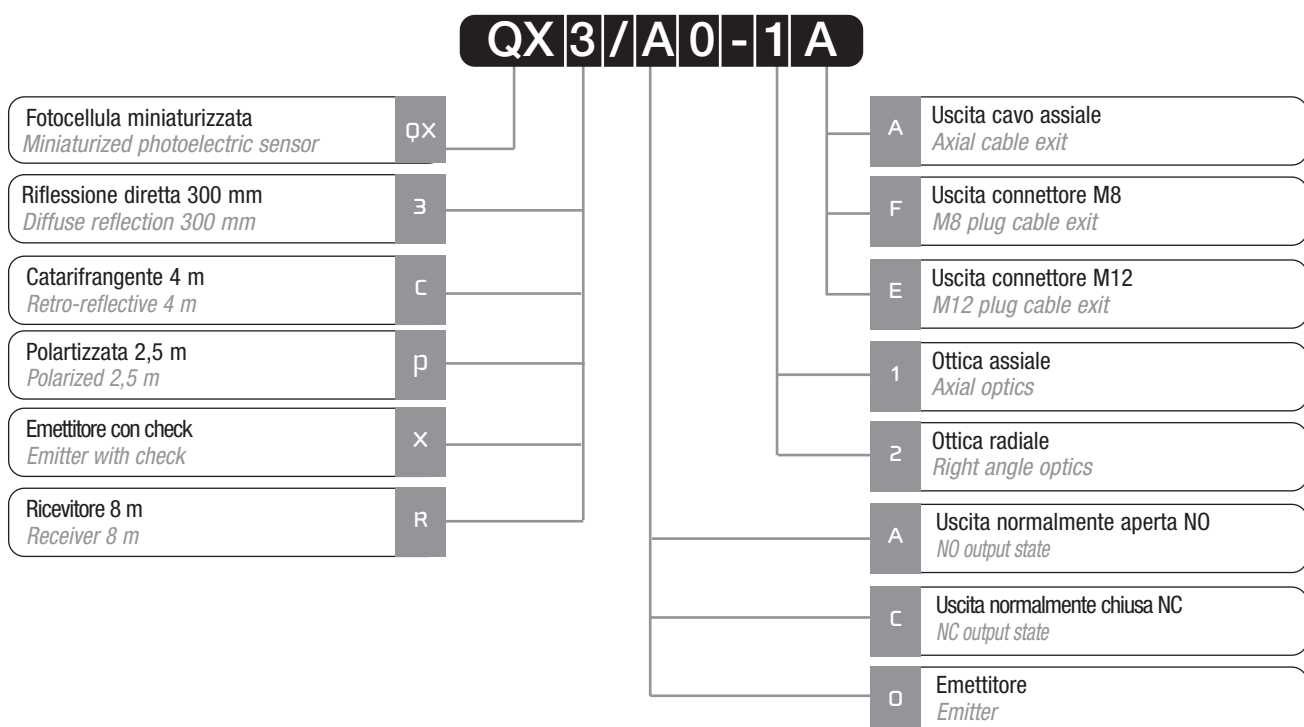 QX3/A0-1A
Fotocellula miniaturizzata
Miniaturized photoelectric sensor
QX
Riflessione diretta 300 mm
Diffuse reflection 300 mm
3
Catarifrangente 4 m
Retro-reflective 4 m
C
Polartizzata 2,5 m
Polarized 2,5 m
P
Emettitore con check
Emitter with check
X
Ricevitore 8 m
Receiver 8 m
R
A
Uscita cavo assiale
Axial cable exit
F
Uscita connettore M8
M8 plug cable exit
E
Uscita connettore M12
M12 plug cable exit
1
Ottica assiale
Axial optics
2
Ottica radiale
Right angle optics
A
Uscita normalmente aperta NO
NO output state
C
Uscita normalmente chiusa NC
NC output state
0
Emettitore
Emitter